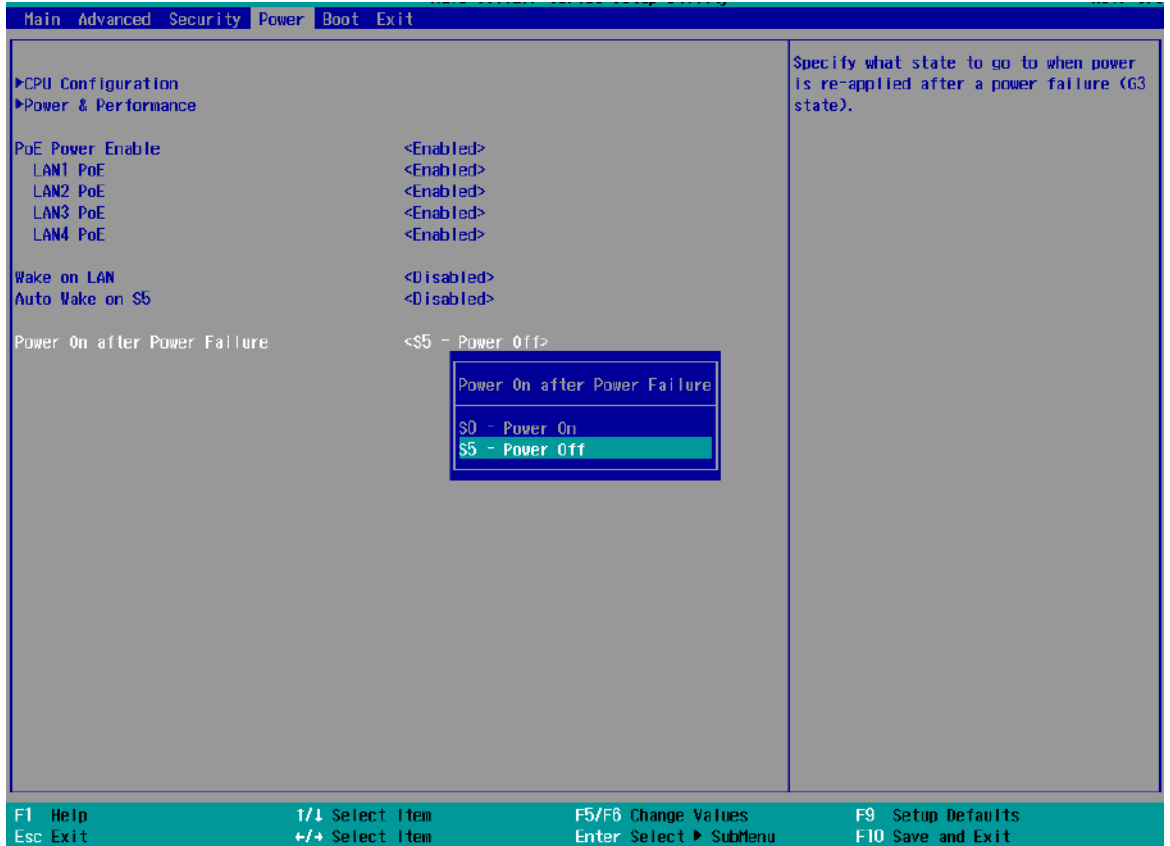 Main Advanced Security Power Boot Exit
Specify what state to go to when power
is re-applied after a power failure (G3
state).
▶CPU Configuration
▶Power & Performance
PoE Power Enable <Enabled>
LAN1 PoE <Enabled>
LAN2 PoE <Enabled>
LAN3 PoE <Enabled>
LAN4 PoE <Enabled>
Wake on LAN <Disabled>
Auto Wake on S5 <Disabled>
Power On after Power Failure <S5 - Power Off>
Power On after Power Failure
S0 - Power On
S5 - Power Off
F1 Help ↑/↓ Select Item F5/F6 Change Values F9 Setup Defaults
Esc Exit ←/→ Select Item Enter Select ▶ SubMenu F10 Save and Exit